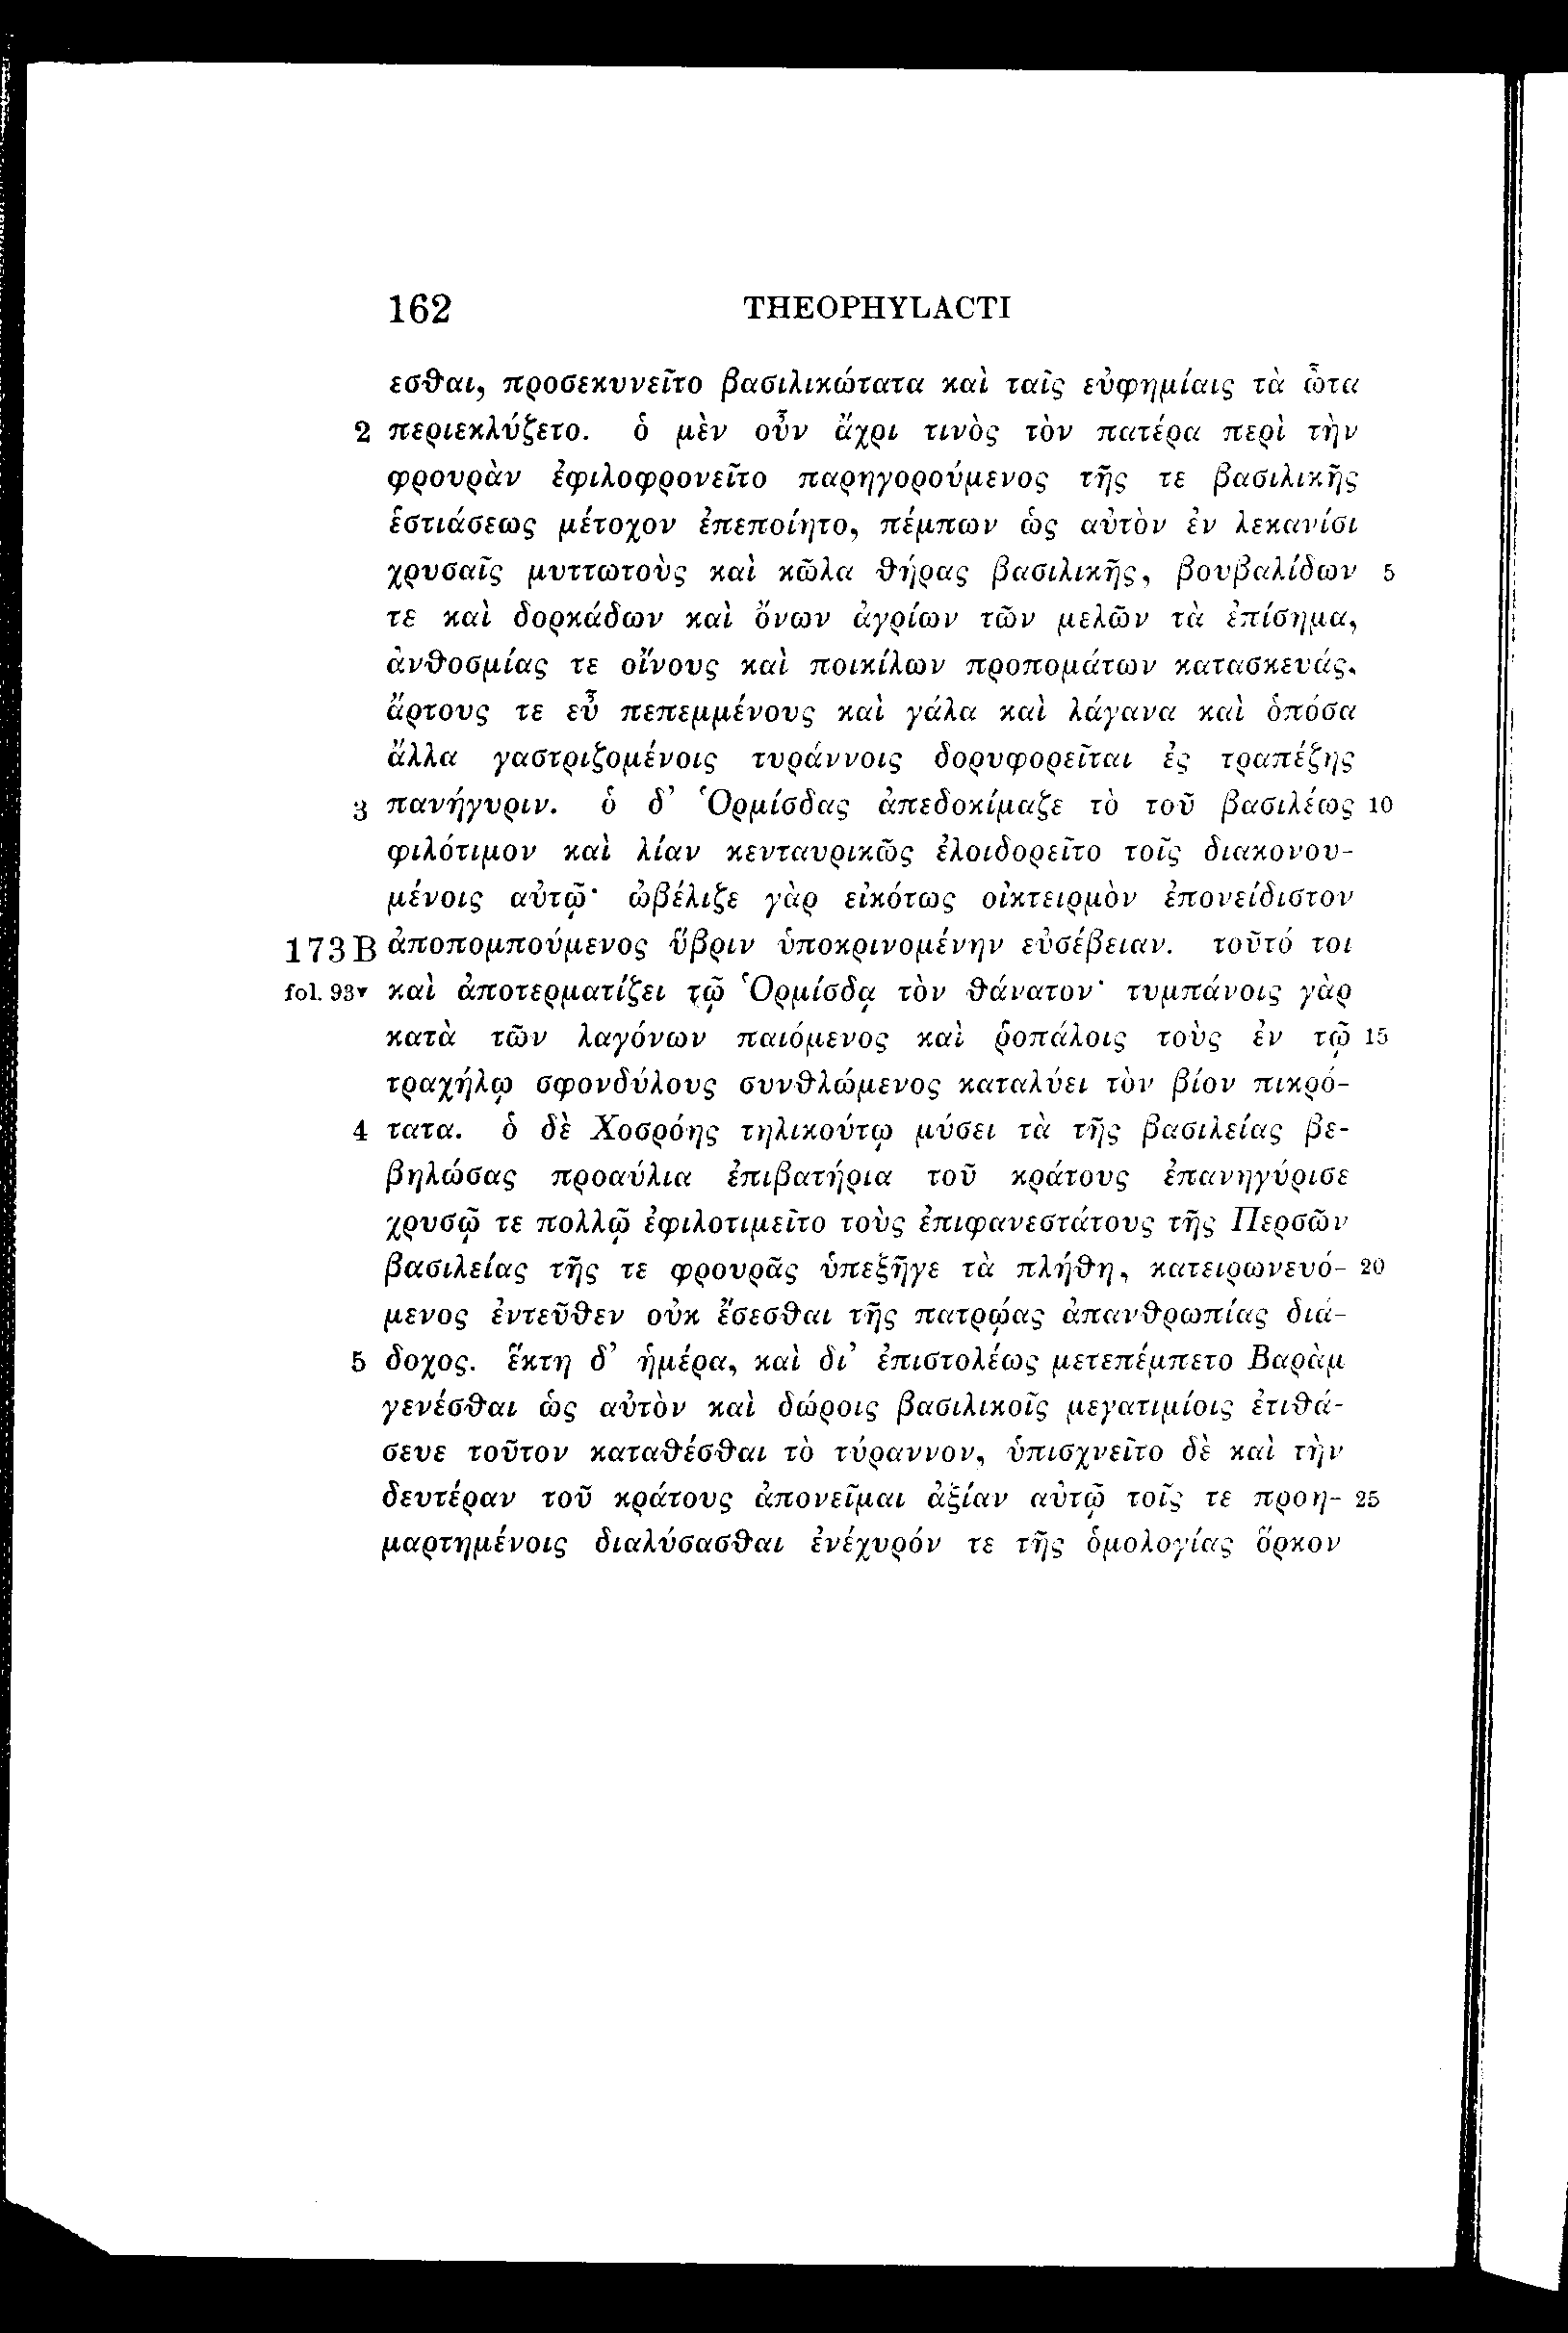 162 THEOPHYLACTI
εσθαι, προσεκυνεῖτο βασιλικώτατα καὶ ταῖς εὐφημίαις τὰ ὦτα
2 περιεκλύζετο. ὁ μὲν οὖν ἄχρι τινὸς τὸν πατέρα περὶ τὴν
φρουρὰν ἐφιλοφρονεῖτο παρηγορούμενος τῆς τε βασιλικῆς
ἑστιάσεως μέτοχον ἐπεποίητο, πέμπων ὡς αὐτὸν ἐν λεκανίσι
χρυσαῖς μυττωτοὺς καὶ κῶλα θήρας βασιλικῆς, βουβαλίδων 5
τε καὶ δορκάδων καὶ ὄνων ἀγρίων τῶν μελῶν τὰ ἐπίσημα,
ἀνθοσμίας τε οἴνους καὶ ποικίλων προπομάτων κατασκευάς,
ἄρτους τε εὖ πεπεμμένους καὶ γάλα καὶ λάγανα καὶ ὁπόσα
ἄλλα γαστριζομένοις τυράννοις δορυφορεῖται ἐς τραπέζης
3 πανήγυριν. ὁ δ’ Ὁρμίσδας ἀπεδοκίμαζε τὸ τοῦ βασιλέως 10
φιλότιμον καὶ λίαν κενταυρικῶς ἐλοιδορεῖτο τοῖς διακονου-
μένοις αὐτῷ· ὠβέλιζε γὰρ εἰκότως οἰκτειρμὸν ἐπονείδιστον
173B ἀποπομπούμενος ὕβριν ὑποκρινομένην εὐσέβειαν. τοῦτό τοι
fol. 93v καὶ ἀποτερματίζει τῷ Ὁρμίσδᾳ τὸν θάνατον· τυμπάνοις γὰρ
κατὰ τῶν λαγόνων παιόμενος καὶ ῥοπάλοις τοὺς ἐν τῷ 15
τραχήλῳ σφονδύλους συνθλώμενος καταλύει τὸν βίον πικρό-
4 τατα. ὁ δὲ Χοσρόης τηλικούτῳ μύσει τὰ τῆς βασιλείας βε-
βηλώσας προαύλια ἐπιβατήρια τοῦ κράτους ἐπανηγύρισε
χρυσῷ τε πολλῷ ἐφιλοτιμεῖτο τοὺς ἐπιφανεστάτους τῆς Περσῶν
βασιλείας τῆς τε φρουρᾶς ὑπεξῆγε τὰ πλήθη, κατειρωνευό- 20
μενος ἐντεῦθεν οὐκ ἔσεσθαι τῆς πατρῴας ἀπανθρωπίας διά-
5 δοχος. ἕκτη δ’ ἡμέρα, καὶ δι’ ἐπιστολέως μετεπέμπετο Βαρὰμ
γενέσθαι ὡς αὐτὸν καὶ δώροις βασιλικοῖς μεγατιμίοις ἐτιθά-
σευε τοῦτον καταθέσθαι τὸ τύραννον, ὑπισχνεῖτο δὲ καὶ τὴν
δευτέραν τοῦ κράτους ἀπονεῖμαι ἀξίαν αὐτῷ τοῖς τε προη- 25
μαρτημένοις διαλύσασθαι ἐνέχυρόν τε τῆς ὁμολογίας ὅρκον